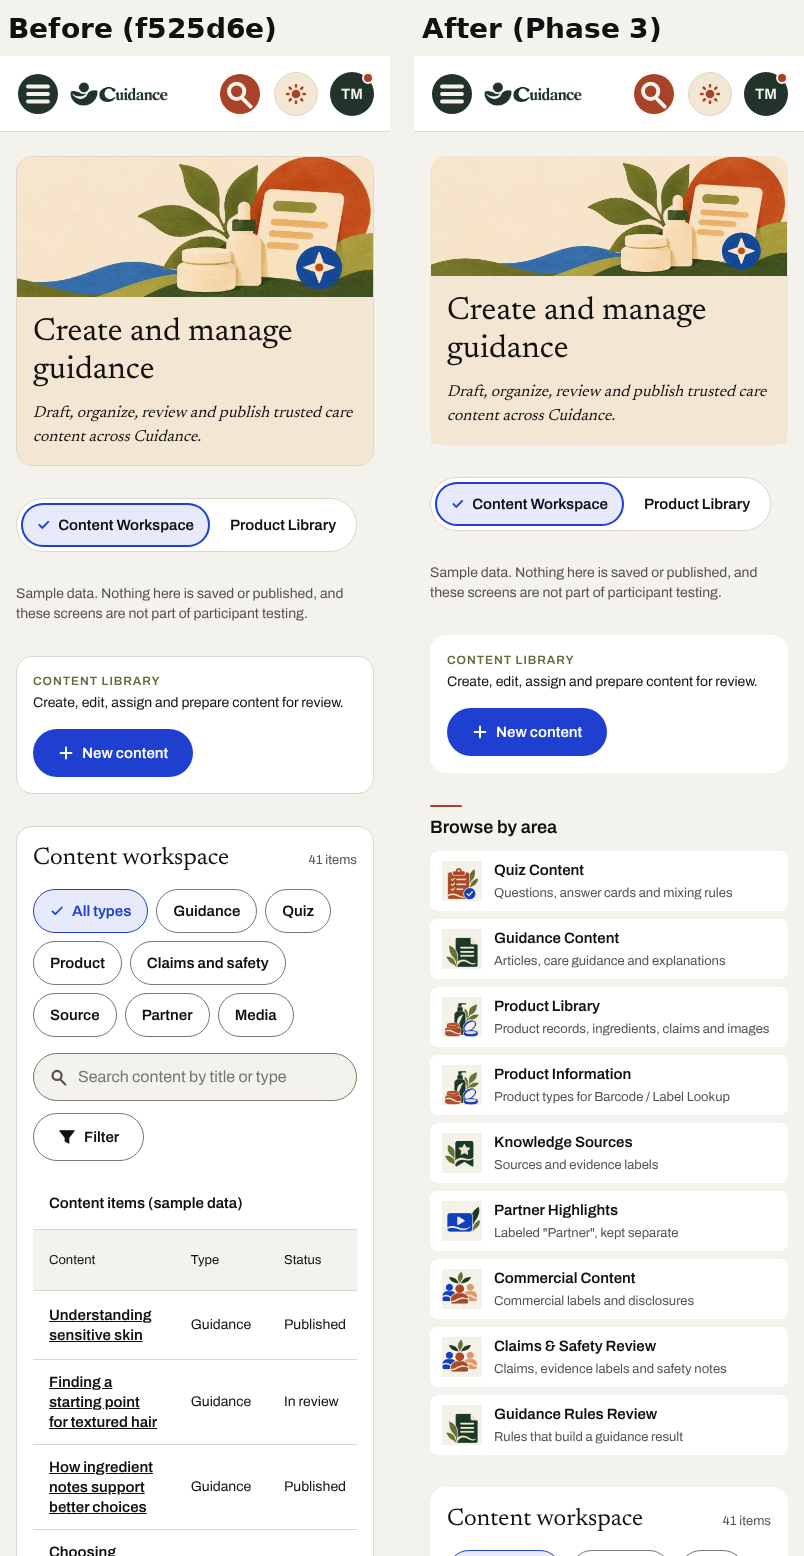 Before (f525d6e)
Cuidance
TM
Create and manage
guidance
Draft, organize, review and publish trusted care
content across Cuidance.
Content Workspace
Product Library
Sample data. Nothing here is saved or published, and
these screens are not part of participant testing.
CONTENT LIBRARY
Create, edit, assign and prepare content for review.
New content
Content workspace
41 items
All types
Guidance
Quiz
Product
Claims and safety
Source
Partner
Media
Search content by title or type
Filter
Content items (sample data)
Content Type Status
Understanding
sensitive skin
Guidance
Published
Finding a
starting point
for textured hair
Guidance
In review
How ingredient
notes support
better choices
Guidance
Published
Choosing
After (Phase 3)
Cuidance
TM
Create and manage
guidance
Draft, organize, review and publish trusted care
content across Cuidance.
Content Workspace
Product Library
Sample data. Nothing here is saved or published, and
these screens are not part of participant testing.
CONTENT LIBRARY
Create, edit, assign and prepare content for review.
New content
Browse by area
Quiz Content
Questions, answer cards and mixing rules
Guidance Content
Articles, care guidance and explanations
Product Library
Product records, ingredients, claims and images
Product Information
Product types for Barcode / Label Lookup
Knowledge Sources
Sources and evidence labels
Partner Highlights
Labeled "Partner", kept separate
Commercial Content
Commercial labels and disclosures
Claims & Safety Review
Claims, evidence labels and safety notes
Guidance Rules Review
Rules that build a guidance result
Content workspace
41 items